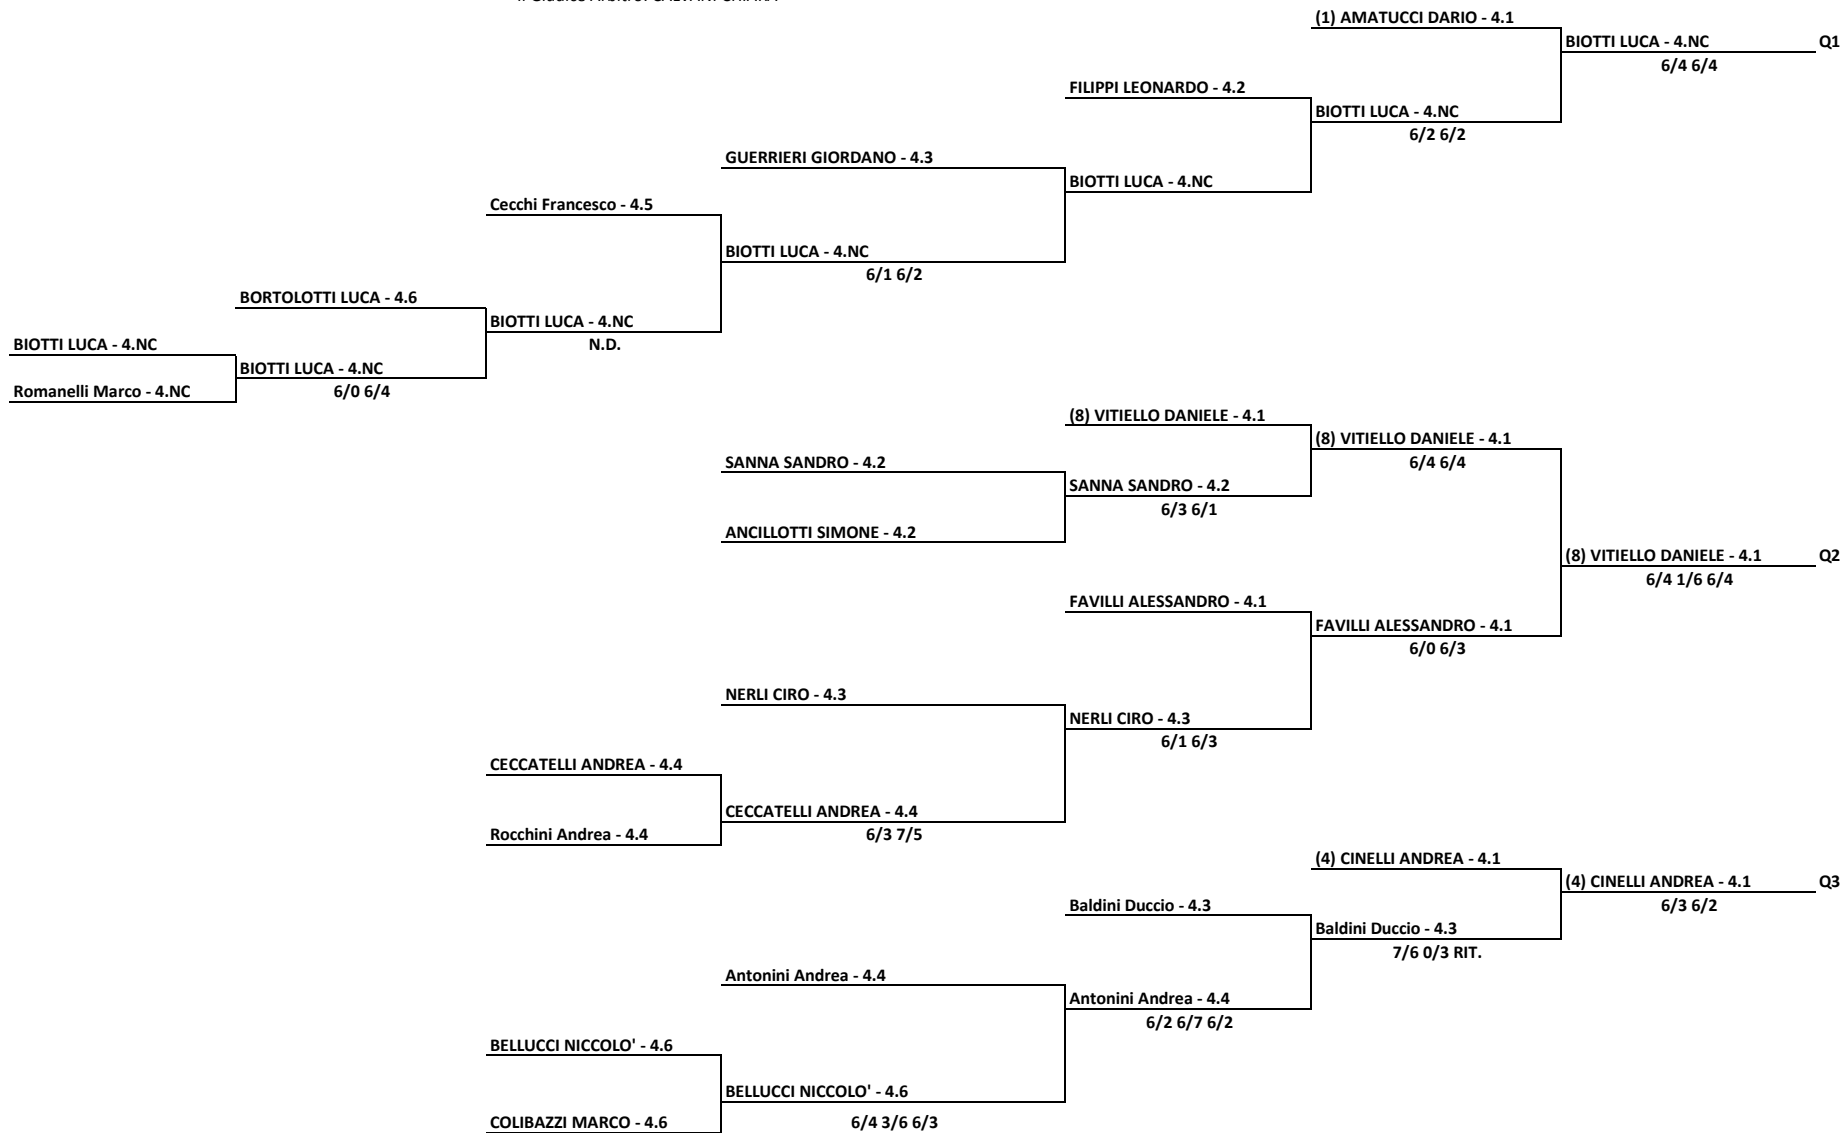 (1) AMATUCCI DARIO - 4.1
BIOTTI LUCA - 4.NC Q1
6/4 6/4
FILIPPI LEONARDO - 4.2
BIOTTI LUCA - 4.NC
6/2 6/2
GUERRIERI GIORDANO - 4.3
BIOTTI LUCA - 4.NC
Cecchi Francesco - 4.5
BIOTTI LUCA - 4.NC
6/1 6/2
BORTOLOTTI LUCA - 4.6
BIOTTI LUCA - 4.NC
N.D.
BIOTTI LUCA - 4.NC
BIOTTI LUCA - 4.NC
6/0 6/4
Romanelli Marco - 4.NC
(8) VITIELLO DANIELE - 4.1
(8) VITIELLO DANIELE - 4.1
6/4 6/4
SANNA SANDRO - 4.2
SANNA SANDRO - 4.2
6/3 6/1
ANCILLOTTI SIMONE - 4.2
(8) VITIELLO DANIELE - 4.1 Q2
6/4 1/6 6/4
FAVILLI ALESSANDRO - 4.1
FAVILLI ALESSANDRO - 4.1
6/0 6/3
NERLI CIRO - 4.3
NERLI CIRO - 4.3
6/1 6/3
CECCATELLI ANDREA - 4.4
CECCATELLI ANDREA - 4.4
6/3 7/5
Rocchini Andrea - 4.4
(4) CINELLI ANDREA - 4.1
(4) CINELLI ANDREA - 4.1 Q3
6/3 6/2
Baldini Duccio - 4.3
Baldini Duccio - 4.3
7/6 0/3 RIT.
Antonini Andrea - 4.4
Antonini Andrea - 4.4
6/2 6/7 6/2
BELLUCCI NICCOLO' - 4.6
BELLUCCI NICCOLO' - 4.6
6/4 3/6 6/3
COLIBAZZI MARCO - 4.6